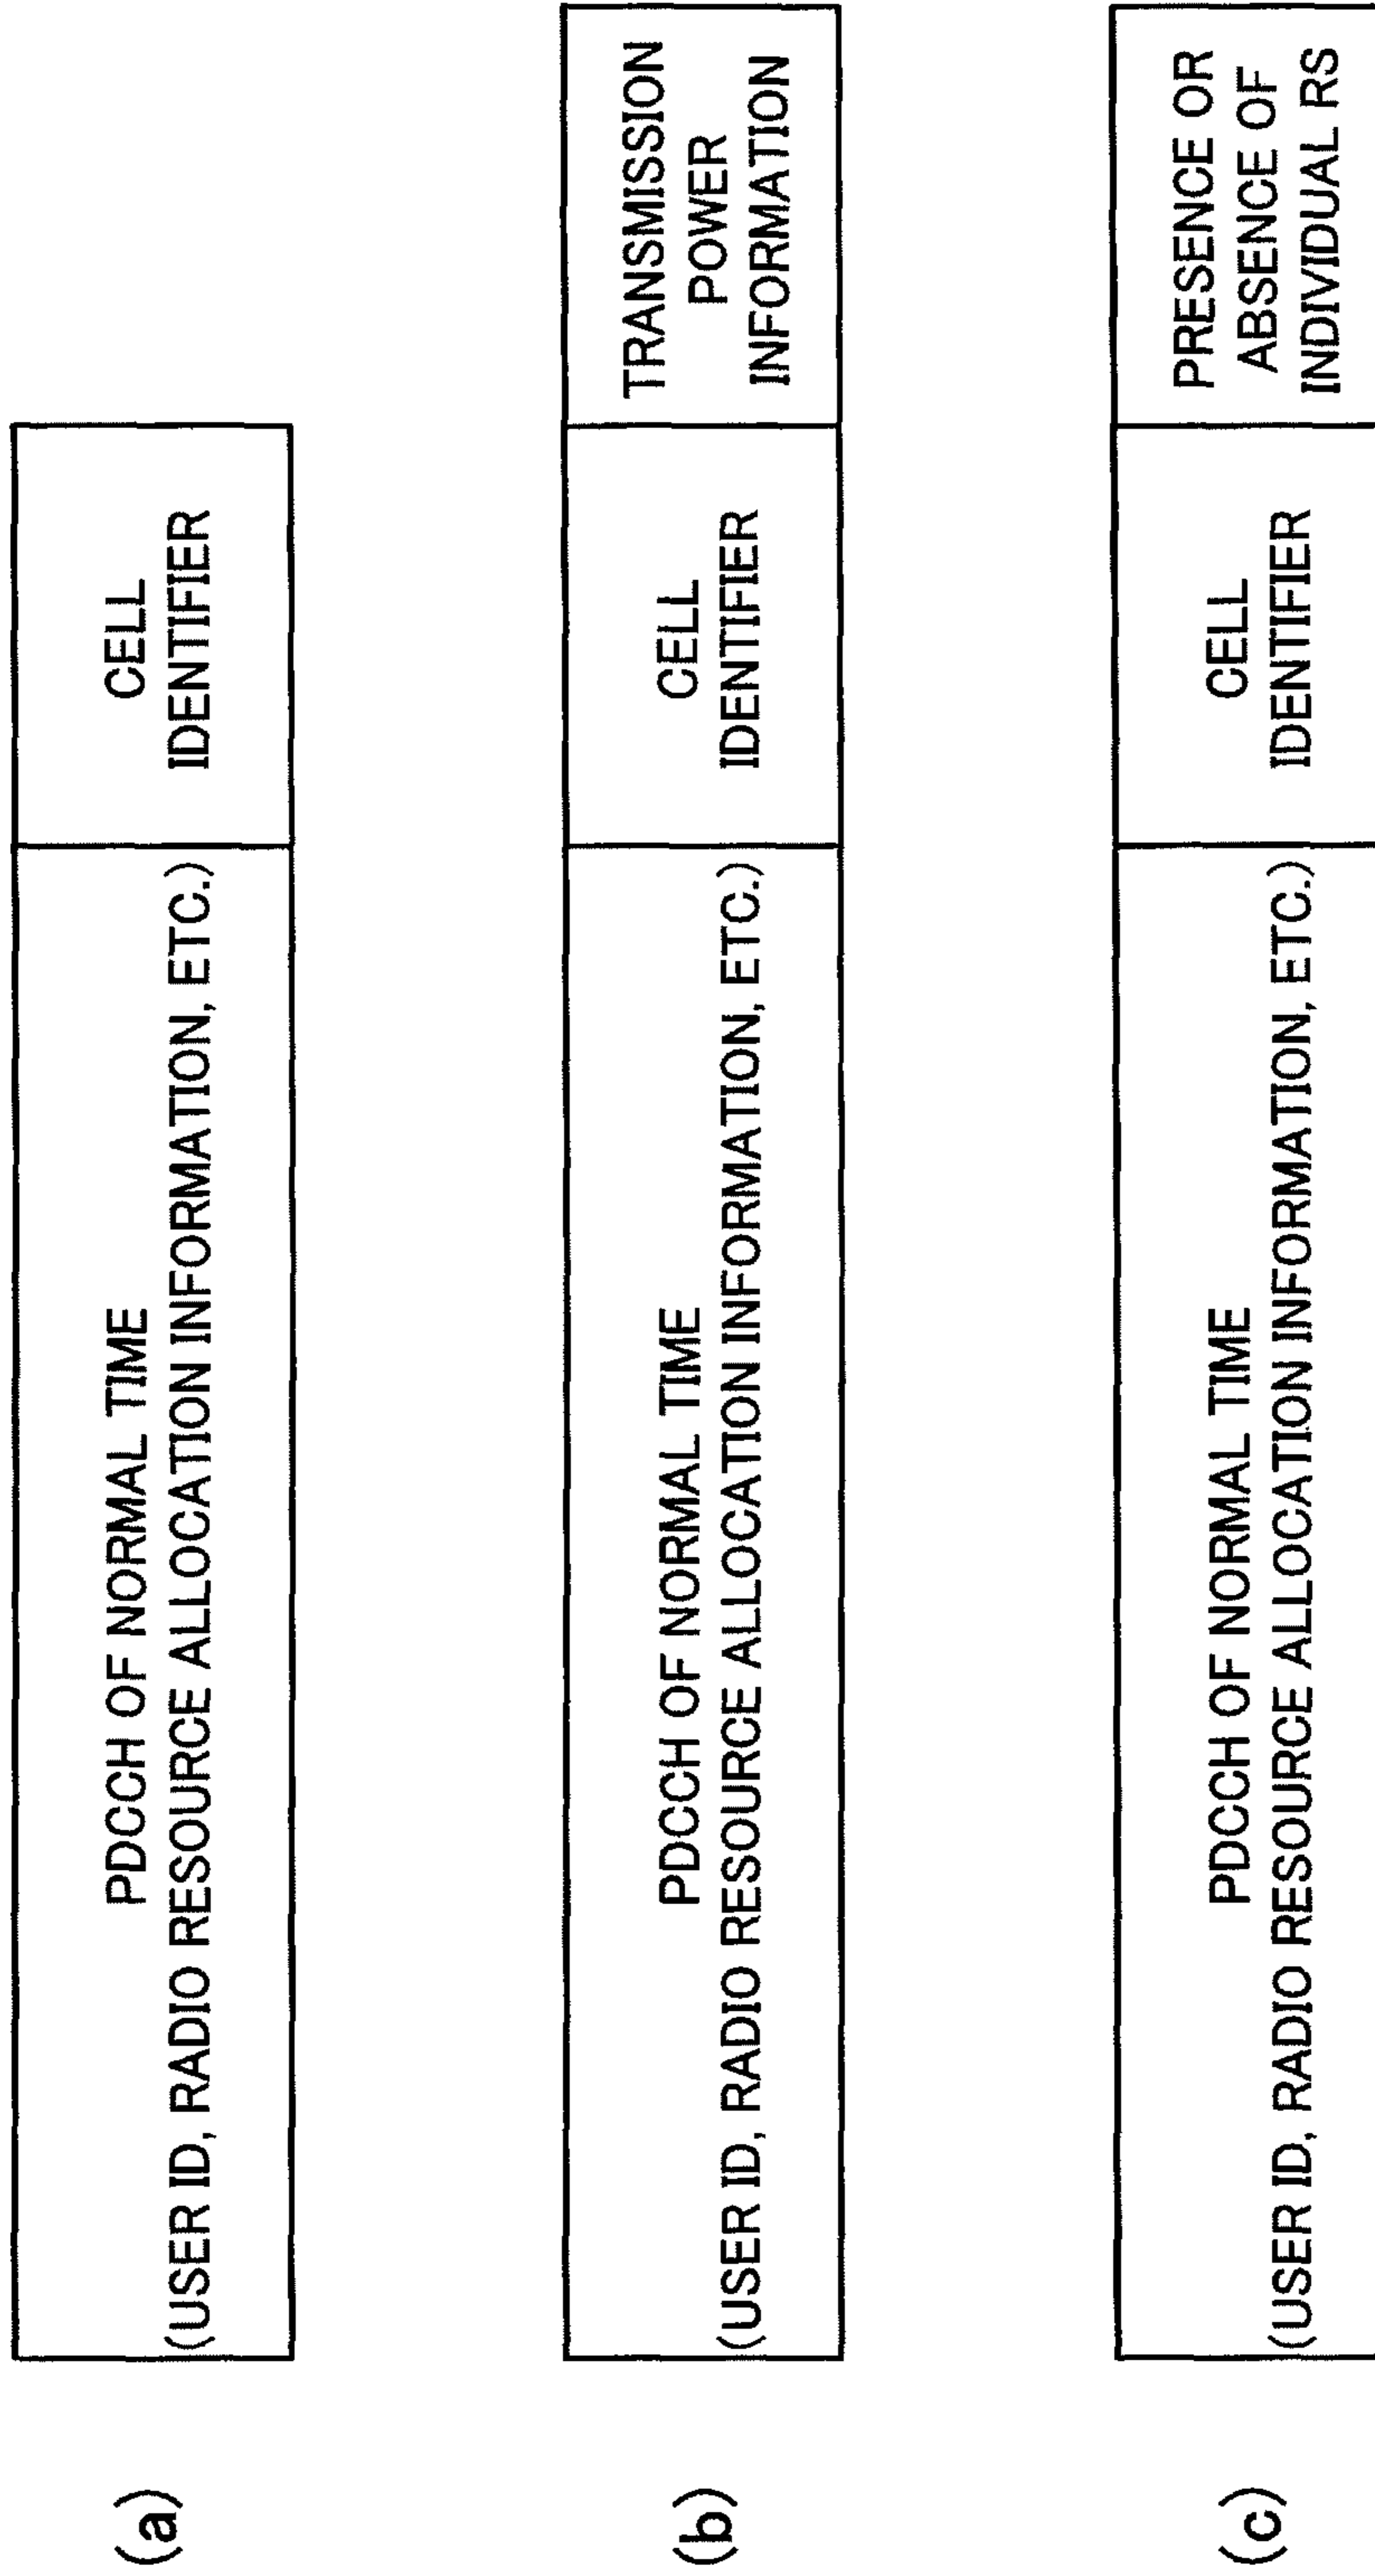 (a)
PDCCH OF NORMAL TIME
(USER ID, RADIO RESOURCE ALLOCATION INFORMATION, ETC.)
CELL
IDENTIFIER
(b)
PDCCH OF NORMAL TIME
(USER ID, RADIO RESOURCE ALLOCATION INFORMATION, ETC.)
CELL
IDENTIFIER
TRANSMISSION
POWER
INFORMATION
(c)
PDCCH OF NORMAL TIME
(USER ID, RADIO RESOURCE ALLOCATION INFORMATION, ETC.)
CELL
IDENTIFIER
PRESENCE OR
ABSENCE OF
INDIVIDUAL RS